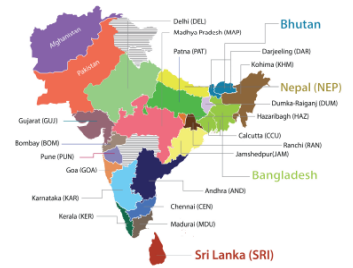 Delhi (DEL)
Madhya Pradesh (MAP)
Bhutan
Afghanistan
Patna (PAT)
Darjeeling (DAR)
Kohima (KHM)
Pakistan
Nepal (NEP)
Dumka-Raiganj (DUM)
Gujarat (GUJ)
Hazaribagh (HAZ)
Calcutta (CCU)
Bombay (BOM)
Ranchi (RAN)
Pune (PUN)
Jamshedpur(JAM)
Goa (GOA)
Bangladesh
Andhra (AND)
Karnataka (KAR)
Chennai (CEN)
Kerala (KER)
Madurai (MDU)
Sri Lanka (SRI)